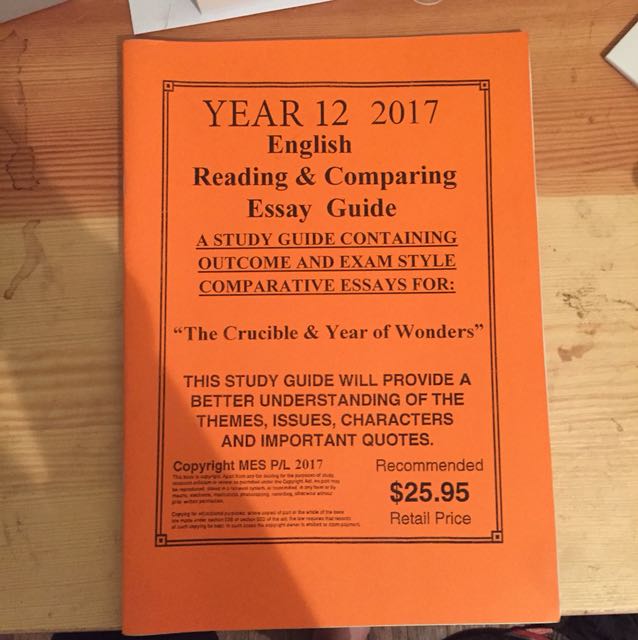 YEAR 12 2017
English
Reading & Comparing
Essay Guide
A STUDY GUIDE CONTAINING
OUTCOME AND EXAM STYLE
COMPARATIVE ESSAYS FOR:
“The Crucible & Year of Wonders”
THIS STUDY GUIDE WILL PROVIDE A
BETTER UNDERSTANDING OF THE
THEMES, ISSUES, CHARACTERS
AND IMPORTANT QUOTES.
Copyright MES P/L 2017
Recommended
$25.95
Retail Price